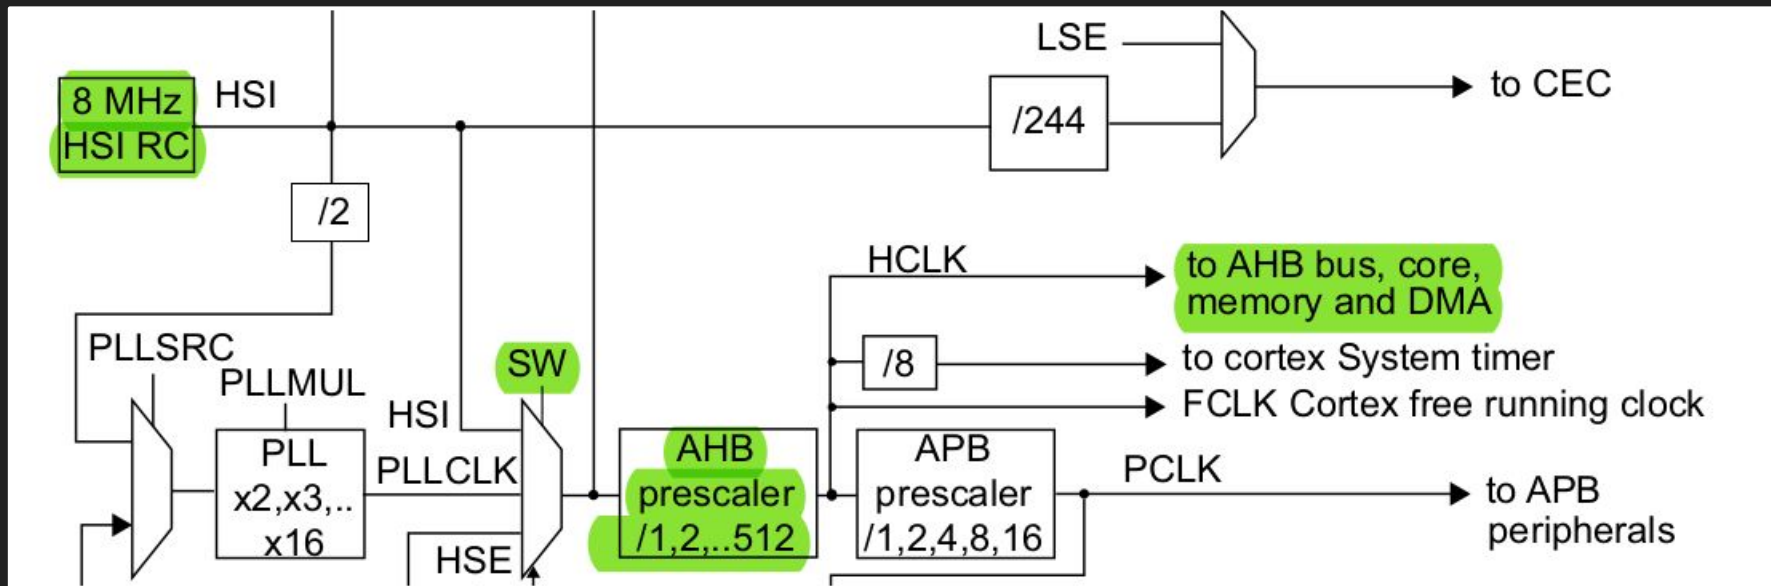 LSE
to CEC
8 MHz
HSI RC
HSI
/244
/2
HCLK
to AHB bus, core,
memory and DMA
PLLSRC
SW
/8
to cortex System timer
PLLMUL
HSI
FCLK Cortex free running clock
PLL
x2,x3,..
x16
PLLCLK
AHB
prescaler
/1,2,..512
APB
prescaler
/1,2,4,8,16
PCLK
to APB
peripherals
HSE